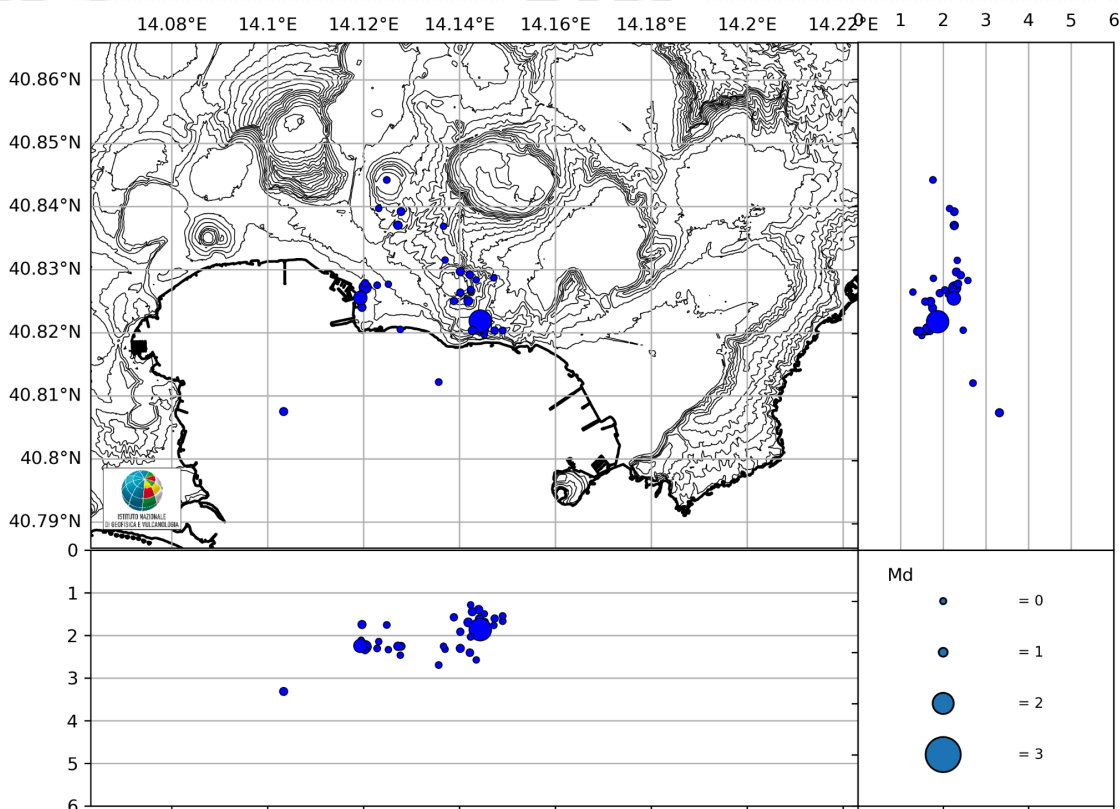 14.08°E 14.1°E 14.12°E 14.14°E 14.16°E 14.18°E 14.2°E 14.22°E
0 1 2 3 4 5 6
40.86°N
40.85°N
40.84°N
40.83°N
40.82°N
40.81°N
40.8°N
40.79°N
ISTITUTO NAZIONALE
DI GEOFISICA E VULCANOLOGIA
0
1
2
3
4
5
6
Md
= 0
= 1
= 2
= 3